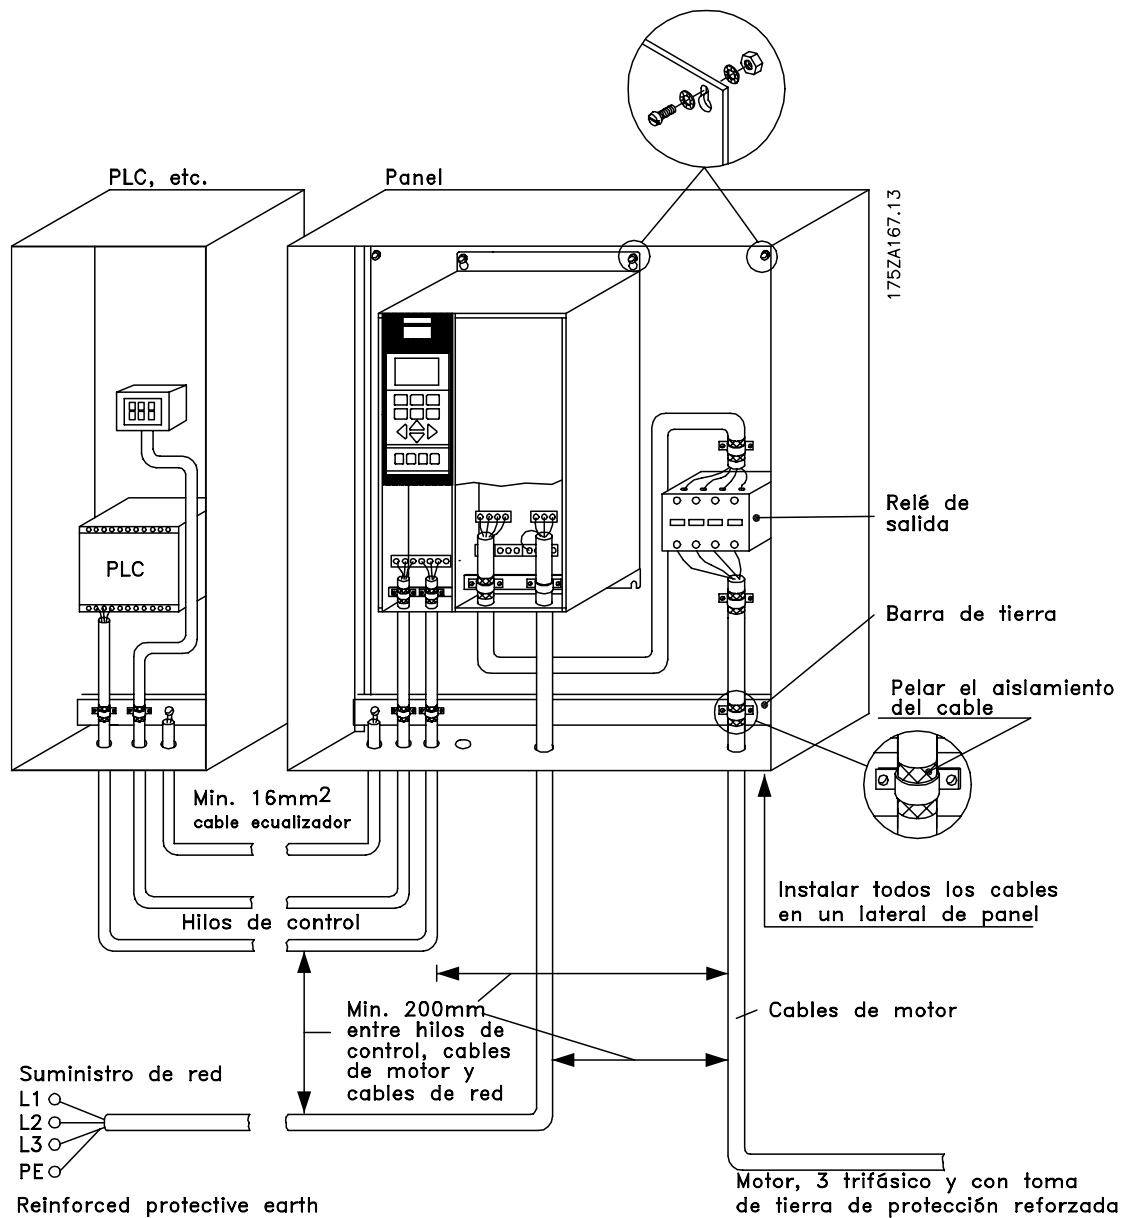 PLC, etc.
Panel
175ZA167.13
PLC
Relé de
salida
Barra de tierra
Pelar el aislamiento
del cable
Min. 16mm2
cable ecualizador
Instalar todos los cables
en un lateral de panel
Hilos de control
Min. 200mm
entre hilos de
control, cables
de motor y
cables de red
Cables de motor
Suministro de red
L1
L2
L3
PE
Reinforced protective earth
Motor, 3 trifásico y con toma
de tierra de protección reforzada